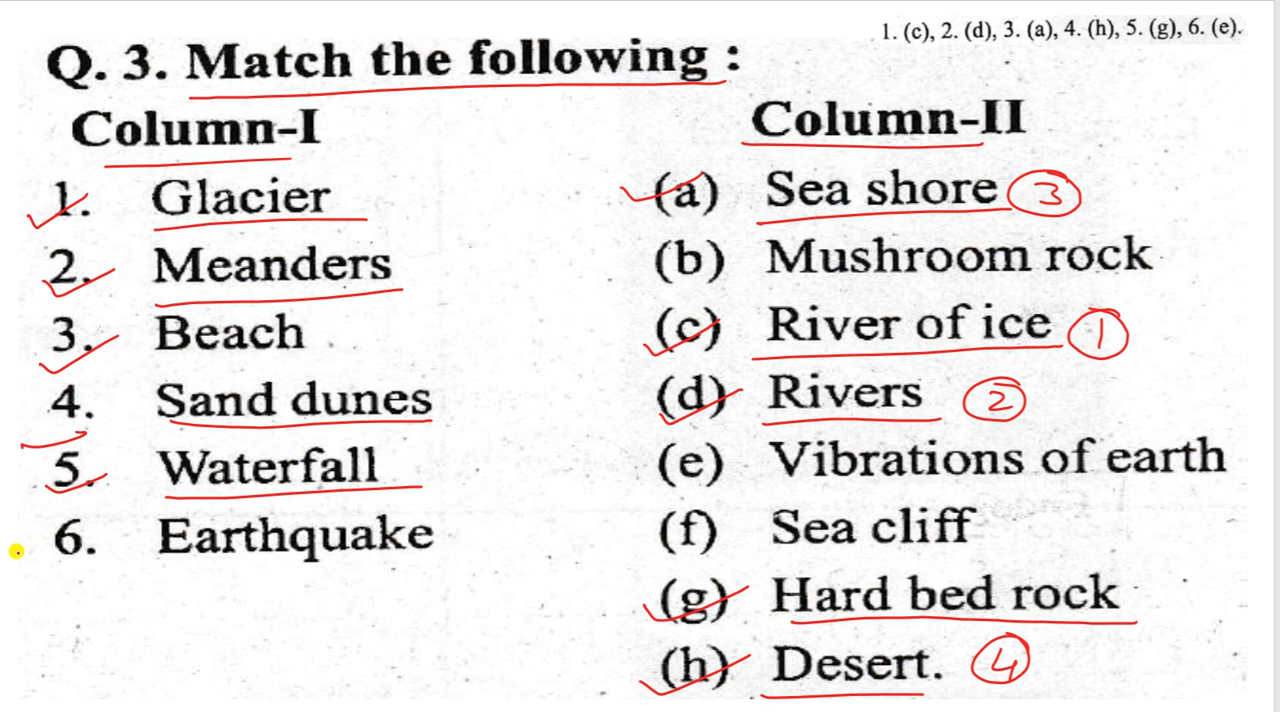 1. (c), 2. (d), 3. (a), 4. (h), 5. (g), 6. (e).
Q. 3. Match the following :
Column-I Column-II
1. Glacier (a) Sea shore 3
2. Meanders (b) Mushroom rock
3. Beach (c) River of ice 1
4. Sand dunes (d) Rivers 2
5. Waterfall (e) Vibrations of earth
6. Earthquake (f) Sea cliff
(g) Hard bed rock
(h) Desert. 4